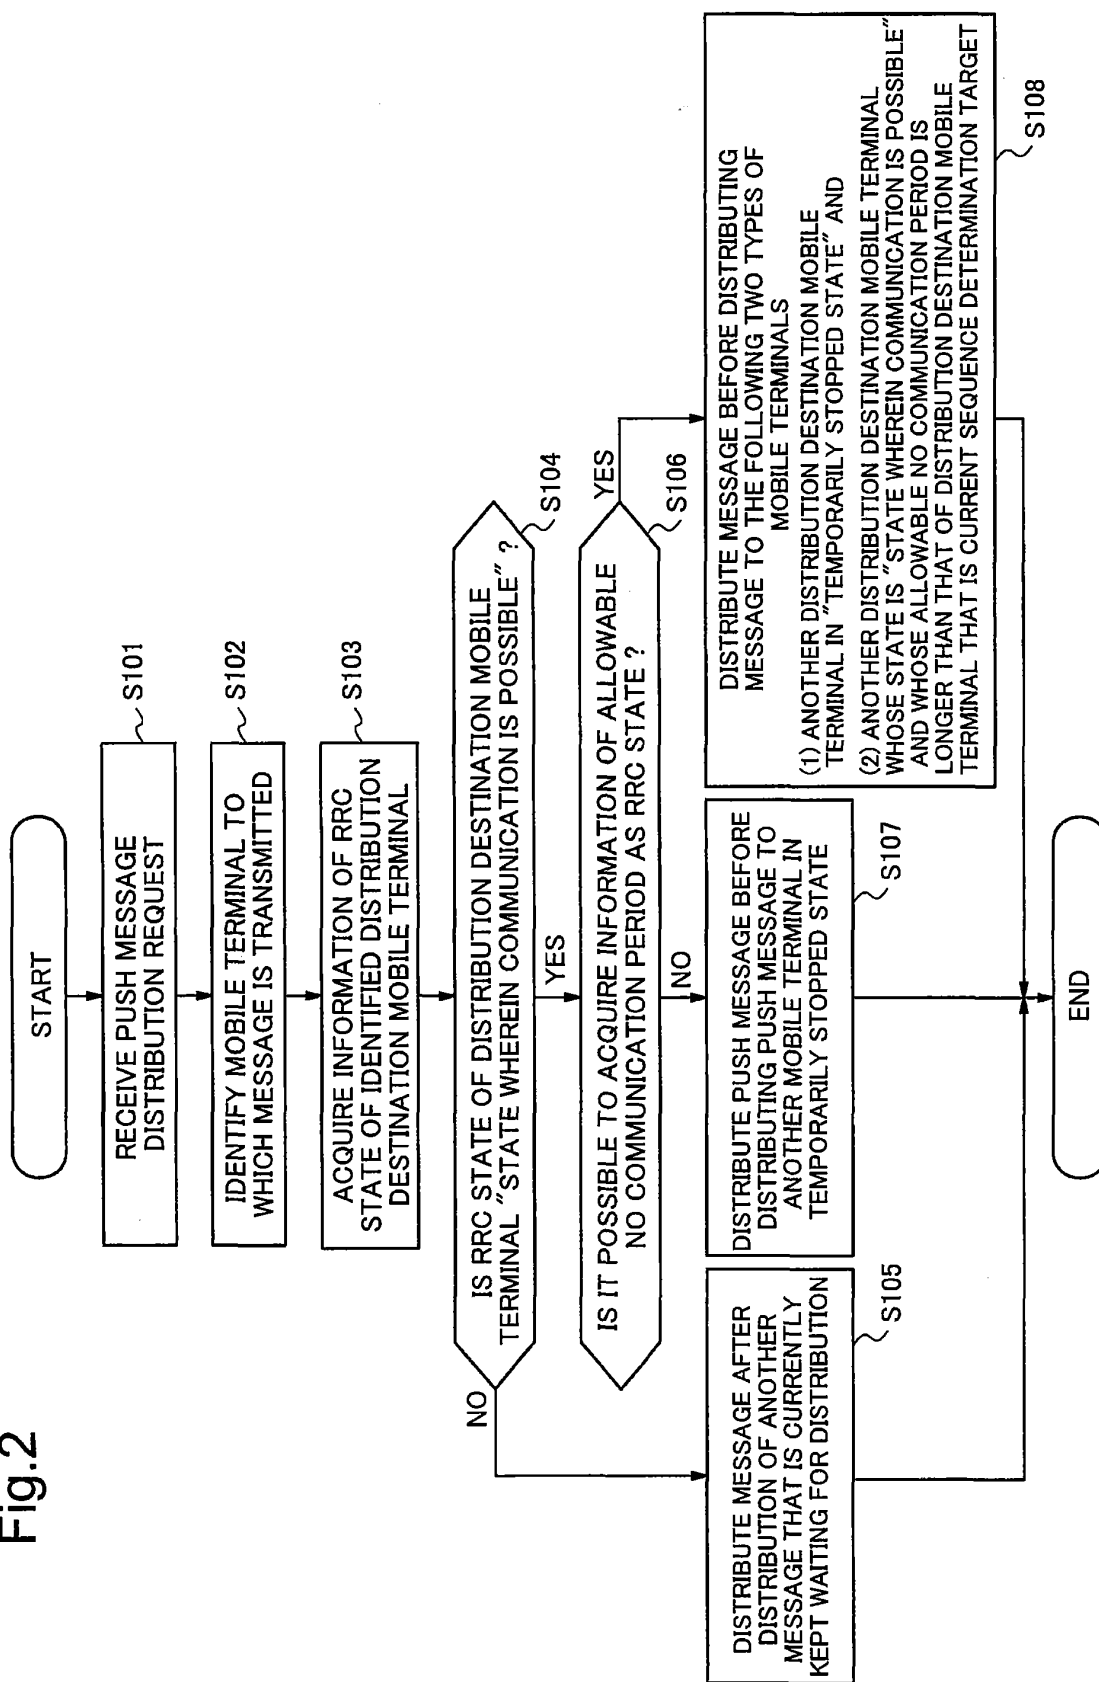 Fig.2
START
RECEIVE PUSH MESSAGE
DISTRIBUTION REQUEST
S101
IDENTIFY MOBILE TERMINAL TO
WHICH MESSAGE IS TRANSMITTED
S102
ACQUIRE INFORMATION OF RRC
STATE OF IDENTIFIED DISTRIBUTION
DESTINATION MOBILE TERMINAL
S103
IS RRC STATE OF DISTRIBUTION DESTINATION MOBILE
TERMINAL "STATE WHEREIN COMMUNICATION IS POSSIBLE" ?
S104
NO
YES
IS IT POSSIBLE TO ACQUIRE INFORMATION OF ALLOWABLE
NO COMMUNICATION PERIOD AS RRC STATE ?
S106
YES
NO
DISTRIBUTE MESSAGE AFTER
DISTRIBUTION OF ANOTHER
MESSAGE THAT IS CURRENTLY
KEPT WAITING FOR DISTRIBUTION
S105
DISTRIBUTE PUSH MESSAGE BEFORE
DISTRIBUTING PUSH MESSAGE TO
ANOTHER MOBILE TERMINAL IN
TEMPORARILY STOPPED STATE
S107
DISTRIBUTE MESSAGE BEFORE DISTRIBUTING
MESSAGE TO THE FOLLOWING TWO TYPES OF
MOBILE TERMINALS
(1) ANOTHER DISTRIBUTION DESTINATION MOBILE
TERMINAL IN "TEMPORARILY STOPPED STATE" AND
(2) ANOTHER DISTRIBUTION DESTINATION MOBILE TERMINAL
WHOSE STATE IS "STATE WHEREIN COMMUNICATION IS POSSIBLE"
AND WHOSE ALLOWABLE NO COMMUNICATION PERIOD IS
LONGER THAN THAT OF DISTRIBUTION DESTINATION MOBILE
TERMINAL THAT IS CURRENT SEQUENCE DETERMINATION TARGET
S108
END